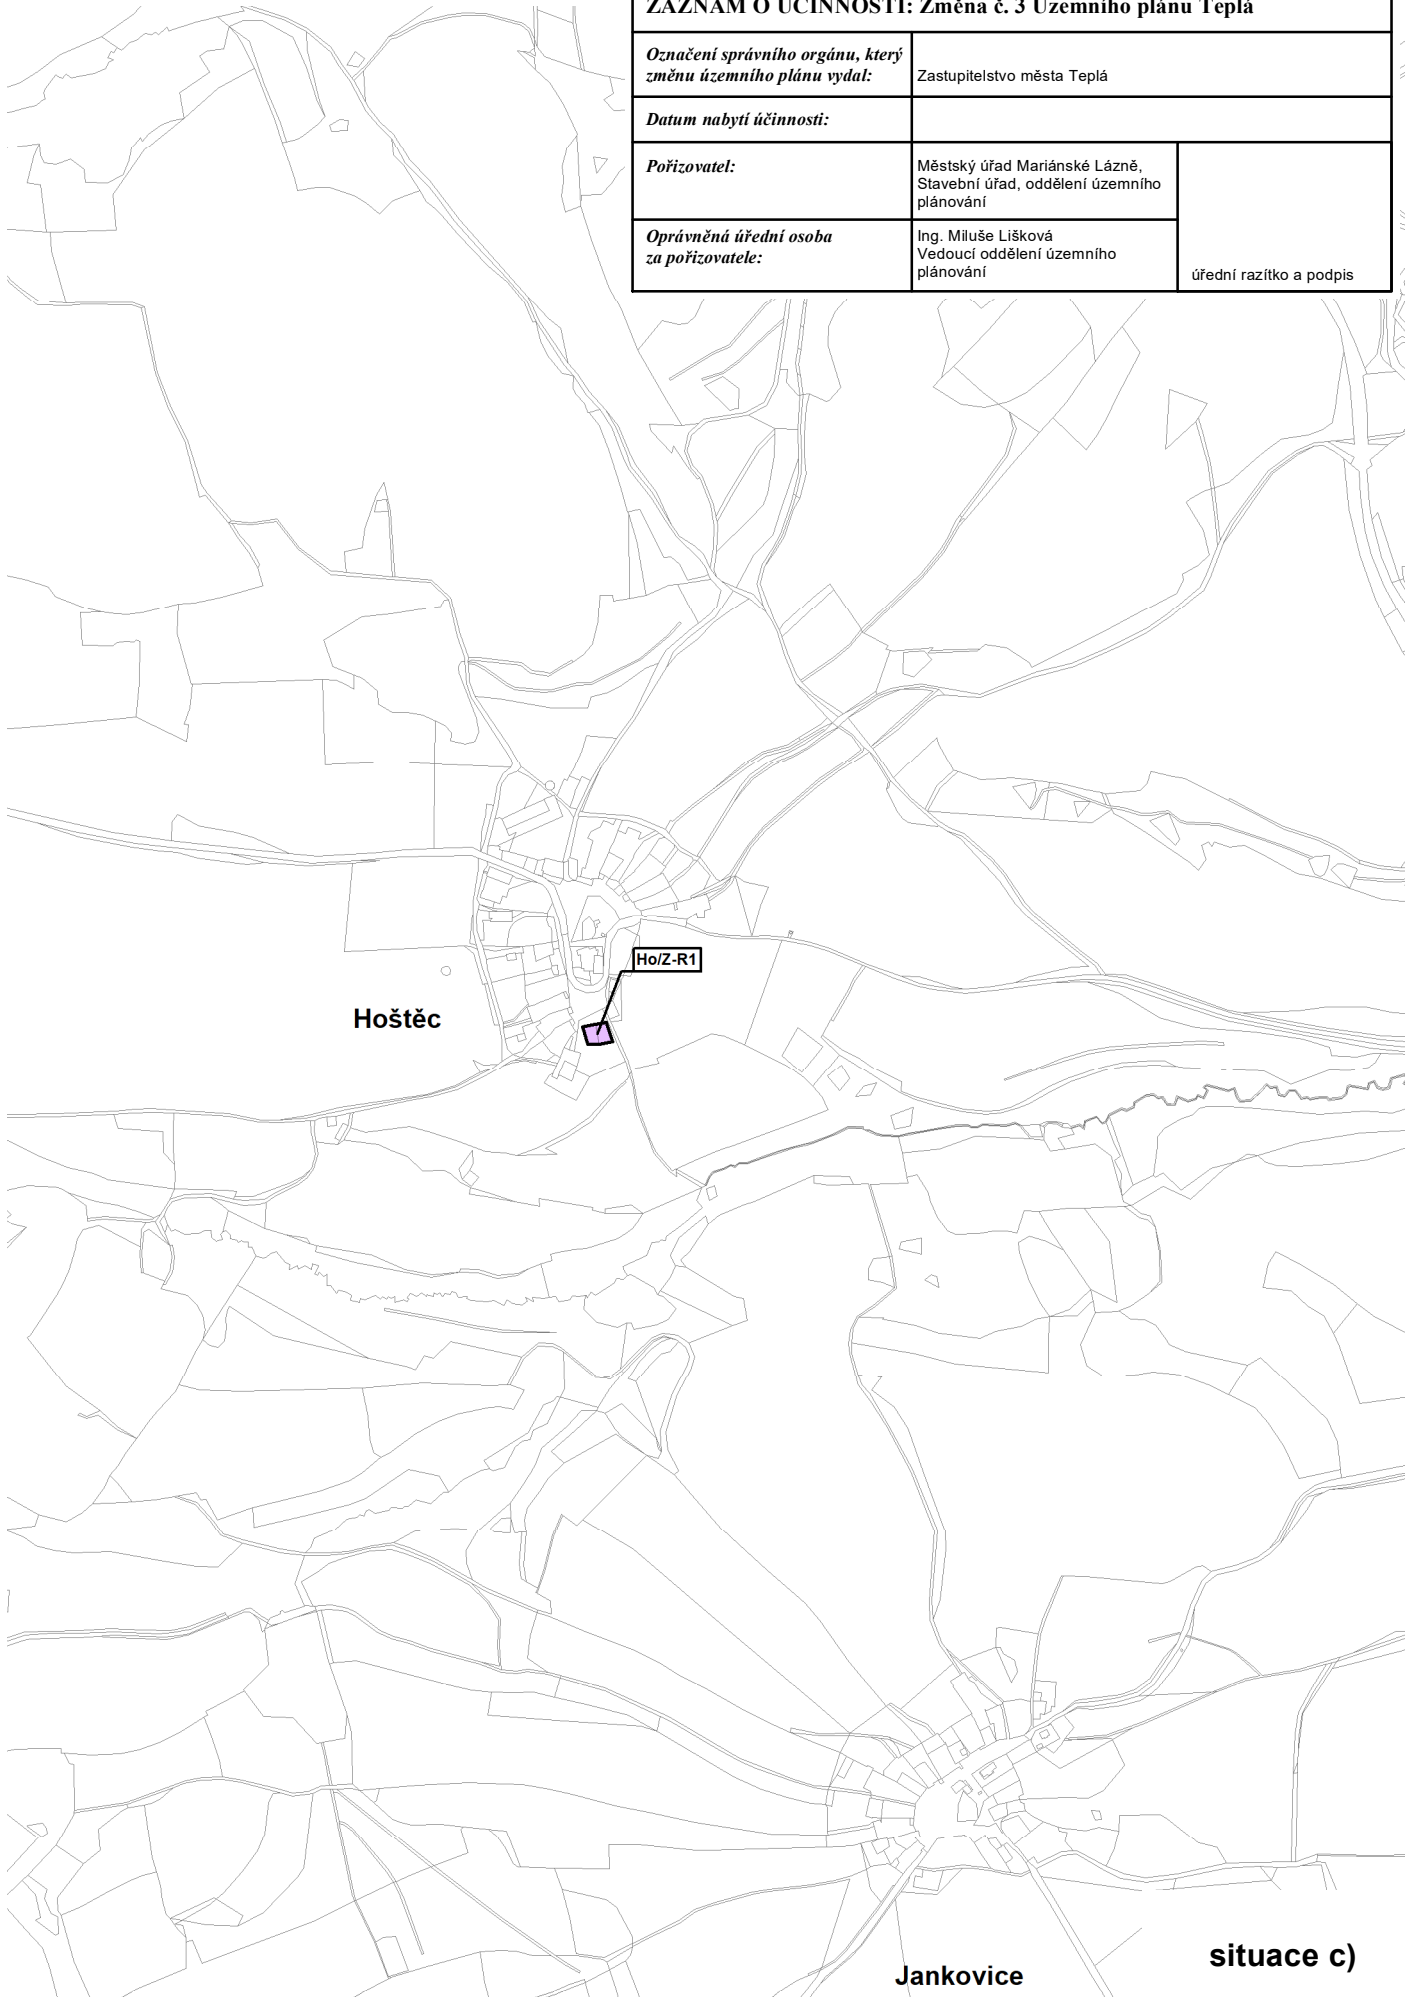 ZÁZNAM O ÚČINNOSTI: Změna č. 3 Územního plánu Teplá
Označení správního orgánu, který
změnu územního plánu vydal:
Zastupitelstvo města Teplá
Datum nabytí účinnosti:
Pořizovatel:
Městský úřad Mariánské Lázně,
Stavební úřad, oddělení územního
plánování
Oprávněná úřední osoba
za pořizovatele:
Ing. Miluše Lišková
Vedoucí oddělení územního
plánování
úřední razítko a podpis
Ho/Z-R1
Hoštěc
situace c)
Jankovice